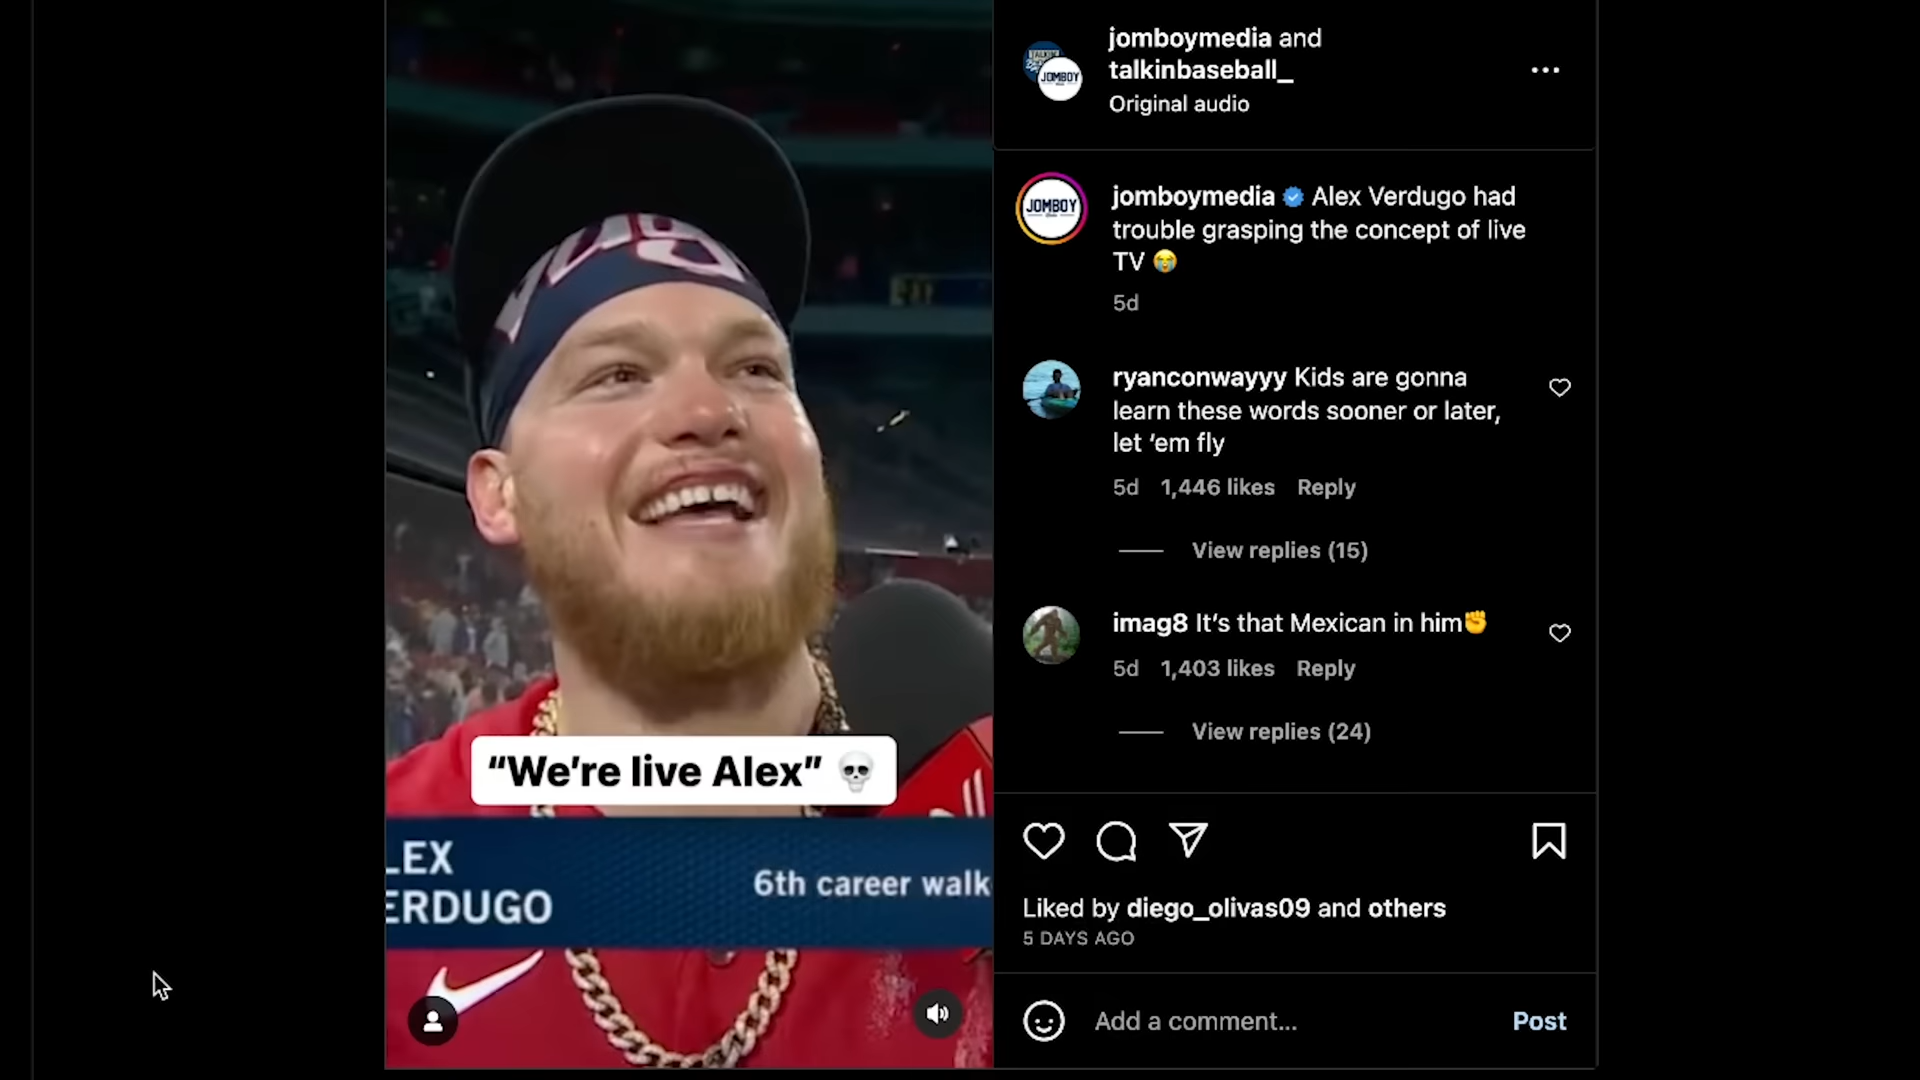 jomboymedia and
talkinbaseball_
Original audio
JOMBOY
JOMBOY
jomboymedia Alex Verdugo had
trouble grasping the concept of live
TV 😭
5d
ryanconwayyy Kids are gonna
learn these words sooner or later,
let ‘em fly
5d 1,446 likes Reply
View replies (15)
imag8 It’s that Mexican in him✊
5d 1,403 likes Reply
View replies (24)
“We’re live Alex” 💀
LEX
ERDUGO
6th career walk
Liked by diego_olivas09 and others
5 DAYS AGO
Add a comment...
Post